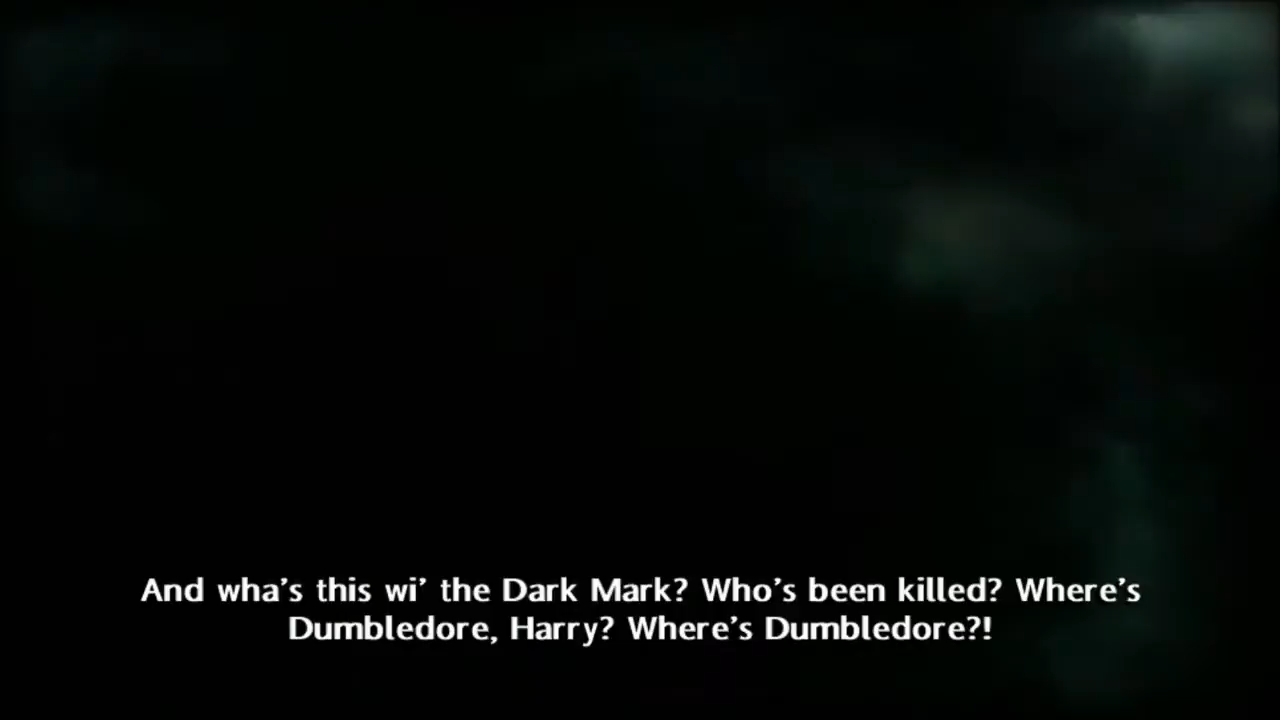 And wha's this wi' the Dark Mark? Who's been killed? Where's
Dumbledore, Harry? Where's Dumbledore?!